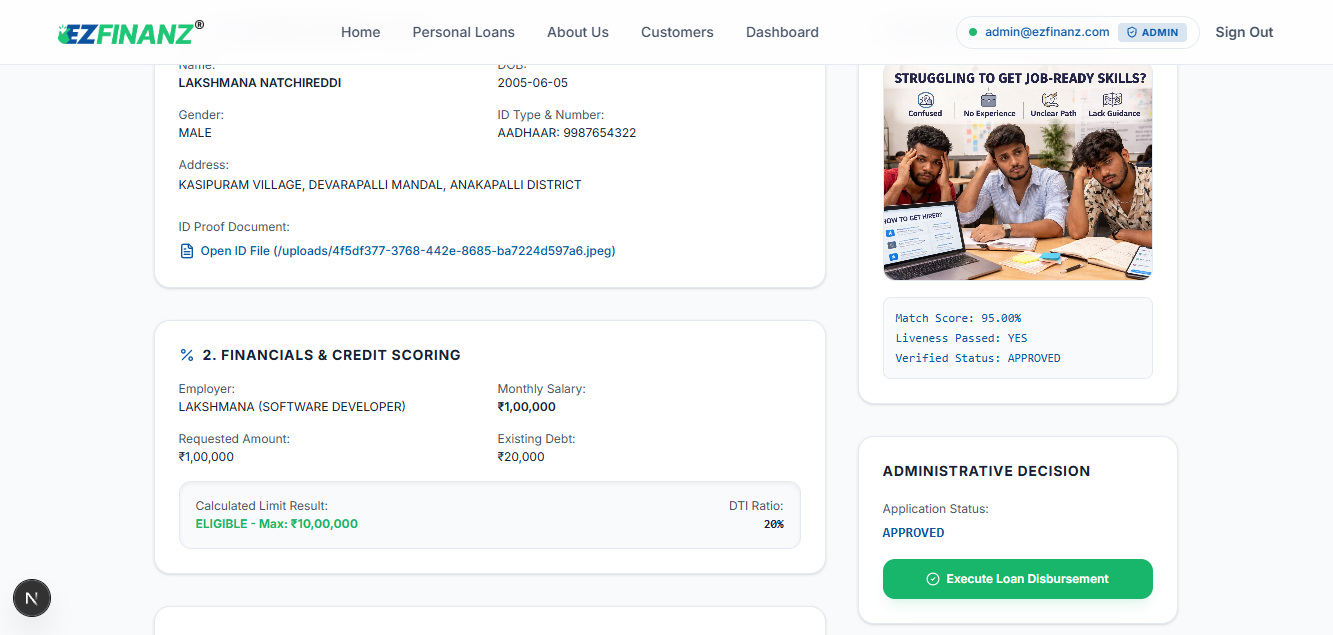 EZFINANZ®
Home
Personal Loans
About Us
Customers
Dashboard
admin@ezfinanz.com
ADMIN
Sign Out
Name:
LAKSHMANA NATCHIREDDI
DOB:
2005-06-05
Gender:
MALE
ID Type & Number:
AADHAAR: 9987654322
Address:
KASIPURAM VILLAGE, DEVARAPALLI MANDAL, ANAKAPALLI DISTRICT
ID Proof Document:
Open ID File (/uploads/4f5df377-3768-442e-8685-ba7224d597a6.jpeg)
% 2. FINANCIALS & CREDIT SCORING
Employer:
LAKSHMANA (SOFTWARE DEVELOPER)
Monthly Salary:
₹1,00,000
Requested Amount:
₹1,00,000
Existing Debt:
₹20,000
Calculated Limit Result:
ELIGIBLE - Max: ₹10,00,000
DTI Ratio:
20%
STRUGGLING TO GET JOB-READY SKILLS?
Confused
No Experience
Unclear Path
Lack Guidance
HOW TO GET HIRED?
Match Score: 95.00%
Liveness Passed: YES
Verified Status: APPROVED
ADMINISTRATIVE DECISION
Application Status:
APPROVED
Execute Loan Disbursement
N